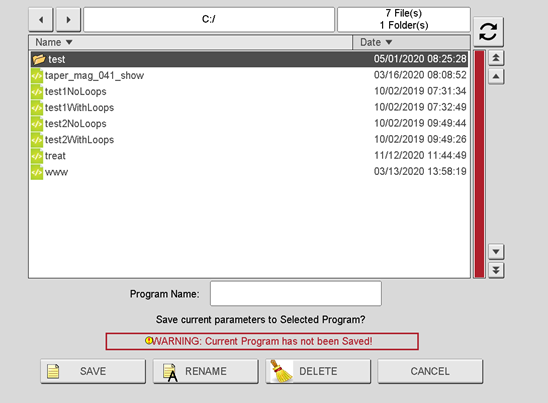 C:/
7 File(s)
1 Folder(s)
Name Date
test 05/01/2020 08:25:28
taper_mag_041_show 03/16/2020 08:08:52
test1NoLoops 10/02/2019 07:31:34
test1WithLoops 10/02/2019 07:32:49
test2NoLoops 10/02/2019 09:49:44
test2WithLoops 10/02/2019 09:49:26
treat 11/12/2020 11:44:49
www 03/13/2020 13:58:19
Program Name:
Save current parameters to Selected Program?
WARNING: Current Program has not been Saved!
SAVE RENAME DELETE CANCEL